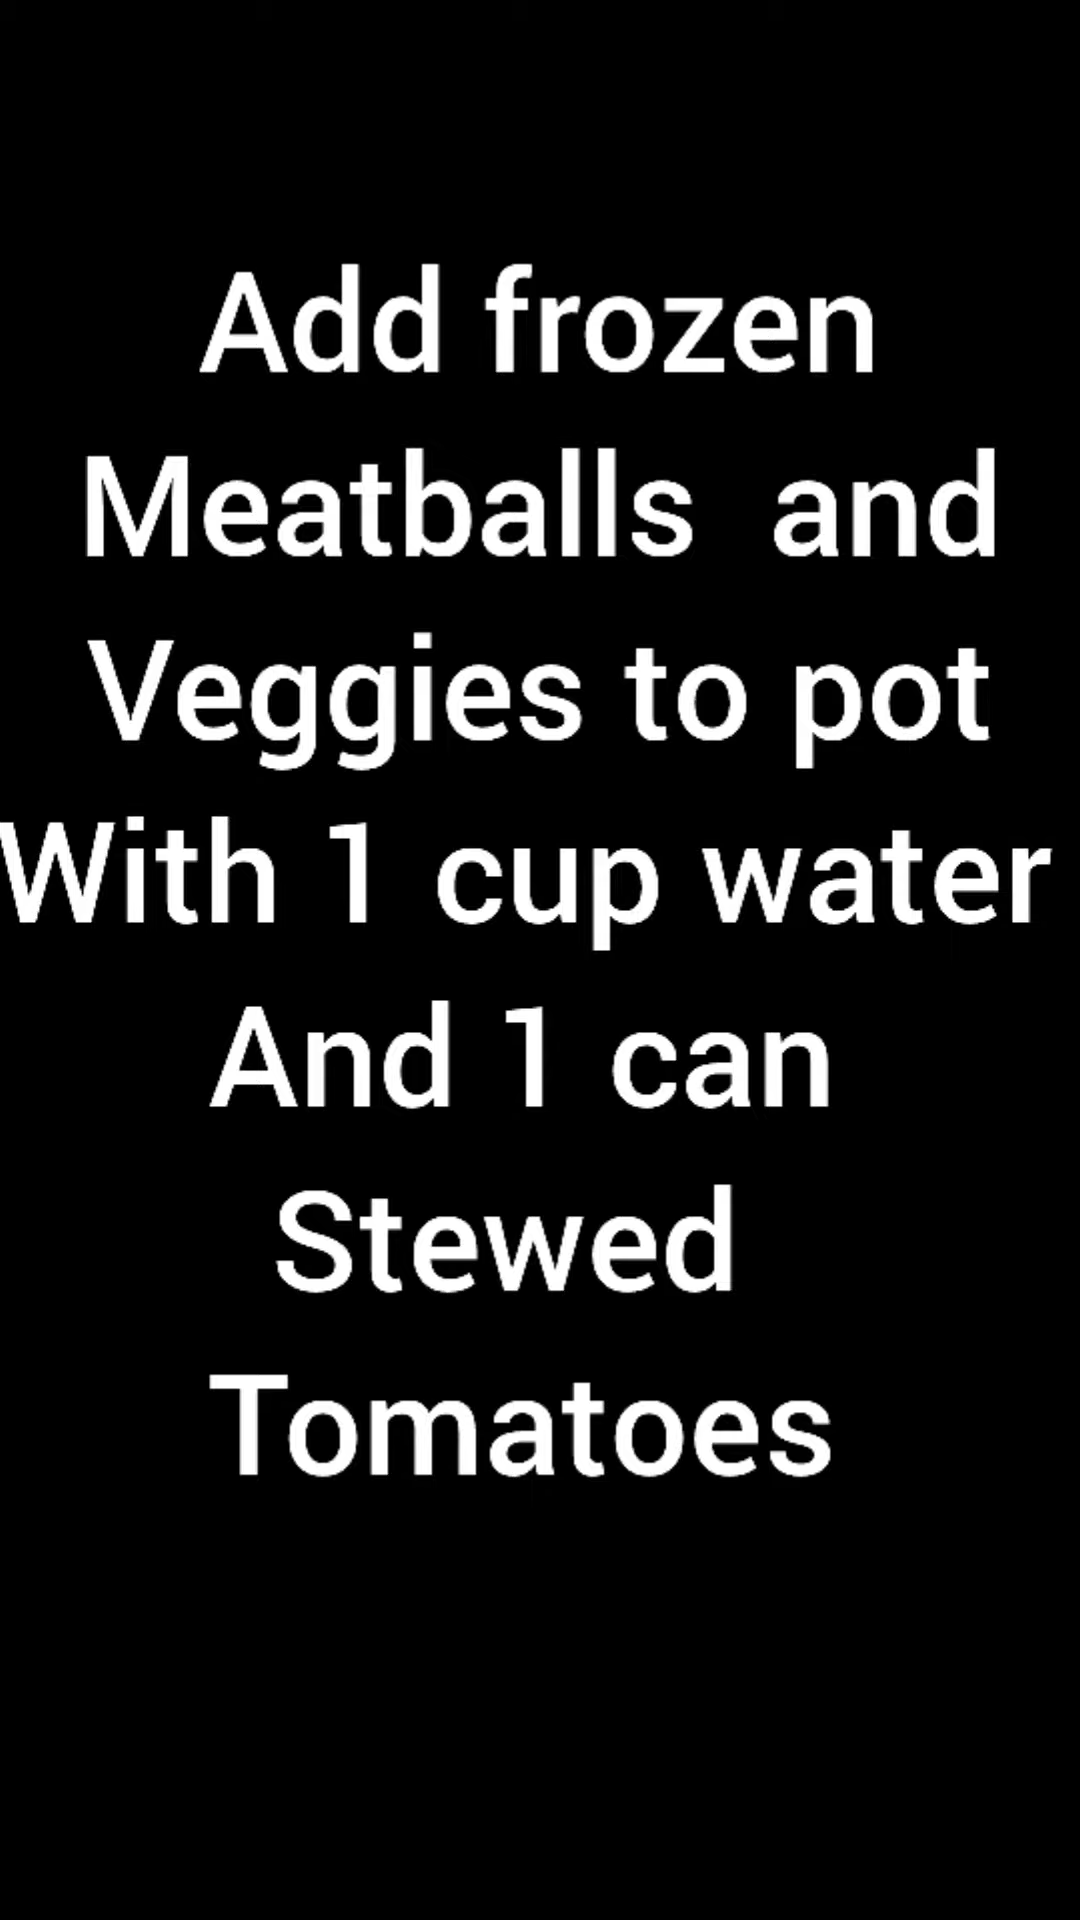 Add frozen
Meatballs  and
Veggies to pot
With 1 cup water
And 1 can
Stewed
Tomatoes